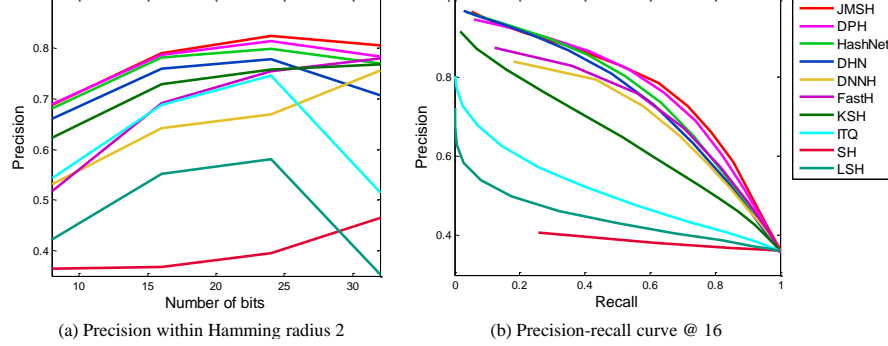 Precision
0.8
0.7
0.6
0.5
0.4
10
15
20
25
30
Number of bits
(a) Precision within Hamming radius 2
Precision
0.8
0.6
0.4
0
0.2
0.4
0.6
0.8
1
Recall
(b) Precision-recall curve @ 16
JMSH
DPH
HashNet
DHN
DNNH
FastH
KSH
ITQ
SH
LSH